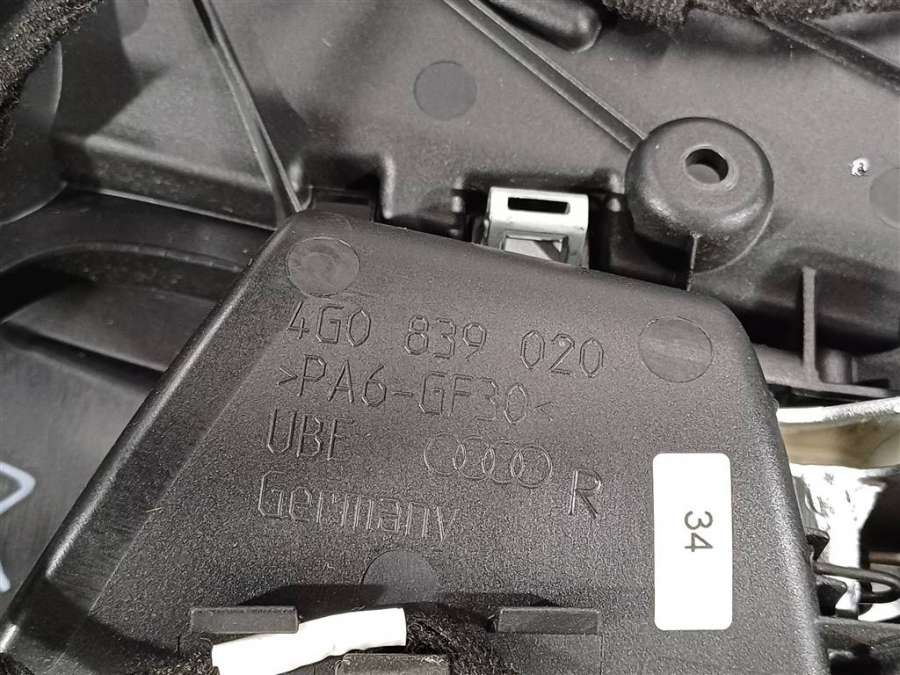 4G0 839 020
>PA6-GF30<
UBF
R
Germany
34